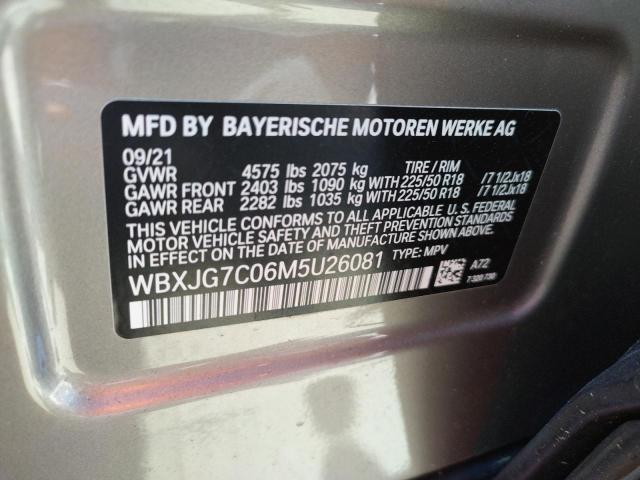 MFD BY BAYERISCHE MOTOREN WERKE AG
09/21
GVWR 4575 lbs 2075 kg TIRE / RIM
GAWR FRONT 2403 lbs 1090 kg WITH 225/50 R18 /7 1/2Jx18
GAWR REAR 2282 lbs 1035 kg WITH 225/50 R18 /7 1/2Jx18
THIS VEHICLE CONFORMS TO ALL APPLICABLE U.S. FEDERAL
MOTOR VEHICLE SAFETY AND THEFT PREVENTION STANDARDS
IN EFFECT ON THE DATE OF MANUFACTURE SHOWN ABOVE.
WBXJG7C06M5U26081 TYPE: MPV A72